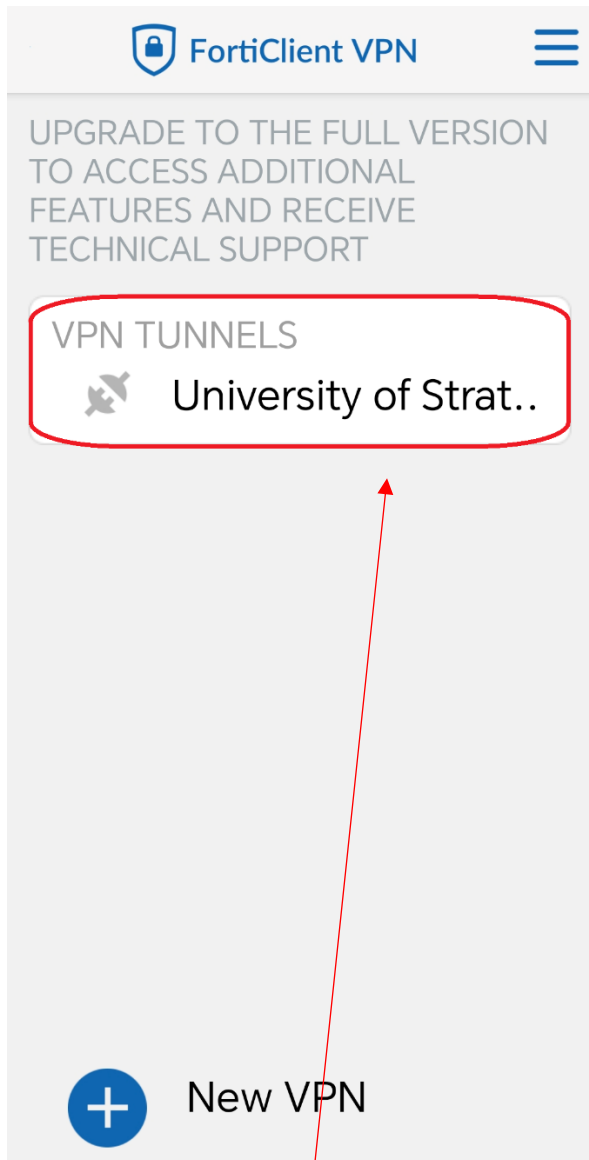 FortiClient VPN
UPGRADE TO THE FULL VERSION
TO ACCESS ADDITIONAL
FEATURES AND RECEIVE
TECHNICAL SUPPORT
VPN TUNNELS
University of Strat..
New VPN